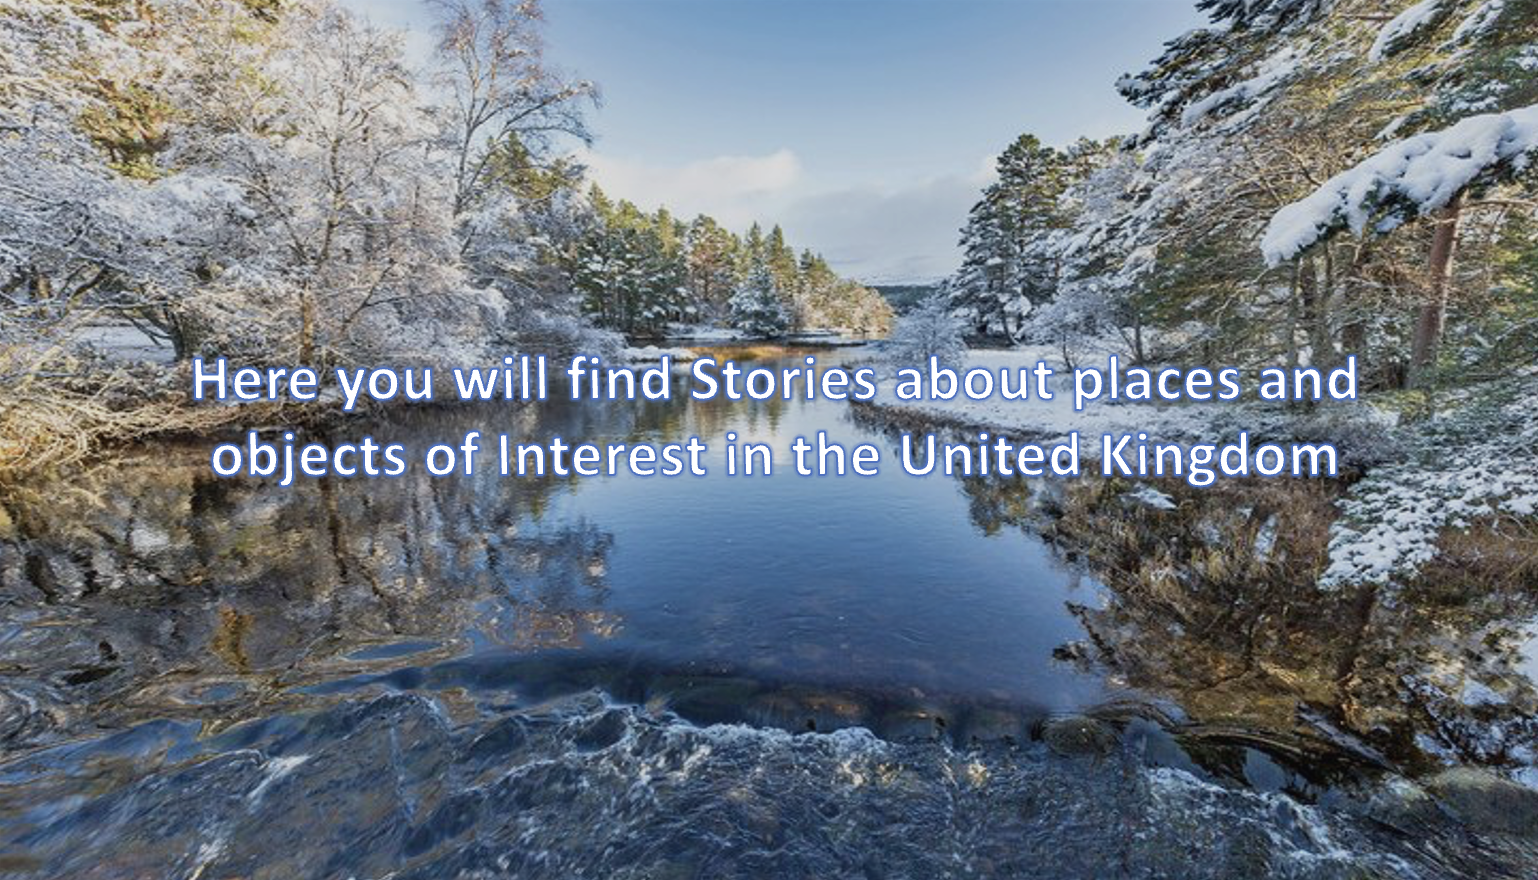 Here you will find Stories about places and
objects of Interest in the United Kingdom